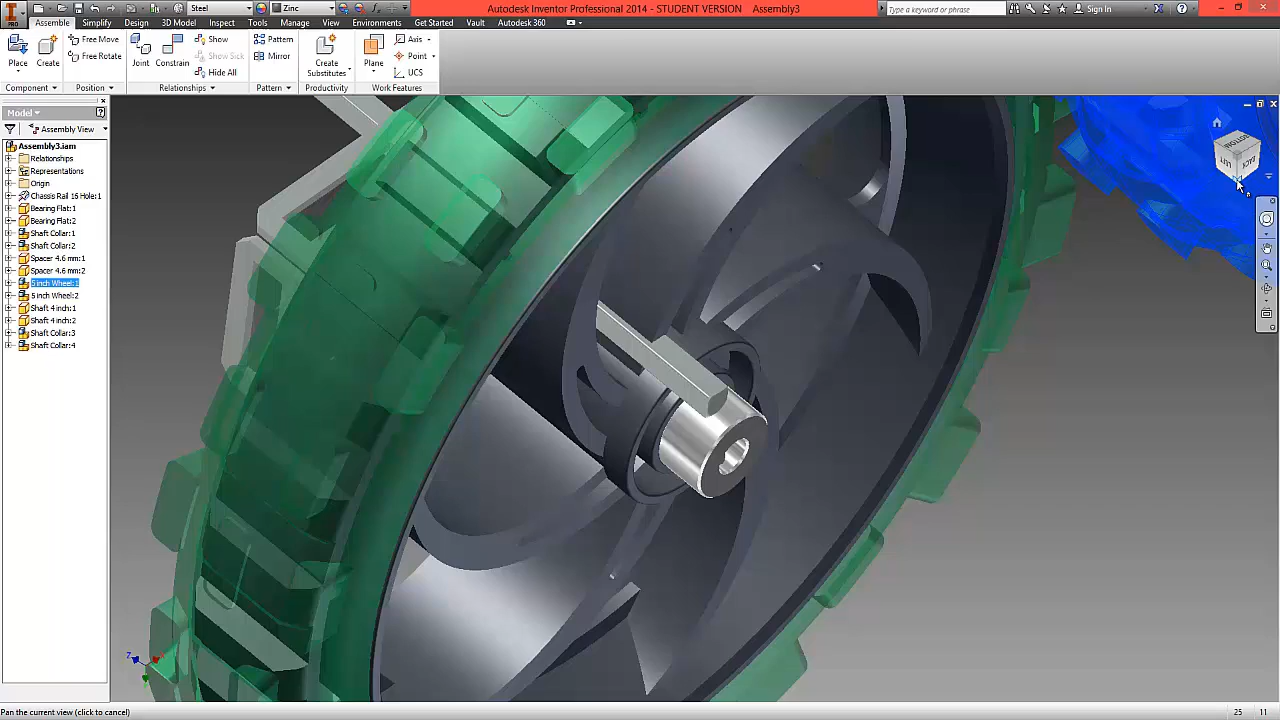 PRO
Steel
Zinc
Autodesk Inventor Professional 2014 - STUDENT VERSION Assembly3
Type a keyword or phrase
Sign In
Assemble Simplify Design 3D Model Inspect Tools Manage View Environments Get Started Vault Autodesk 360
Place
Create
Free Move
Free Rotate
Joint
Constrain
Show
Show Sick
Hide All
Pattern
Mirror
Create
Substitutes
Plane
Axis
Point
UCS
Component Position Relationships Pattern Productivity Work Features
Model
Assembly View
Assembly3.iam
Relationships
Representations
Origin
Chassis Rail 16 Hole:1
Bearing Flat:1
Bearing Flat:2
Shaft Collar:1
Shaft Collar:2
Spacer 4.6 mm:1
Spacer 4.6 mm:2
5 inch Wheel:1
5 inch Wheel:2
Shaft 4 inch:1
Shaft 4 inch:2
Shaft Collar:3
Shaft Collar:4
BOTTOM
BACK
Z
Pan the current view (click to cancel)
25 11